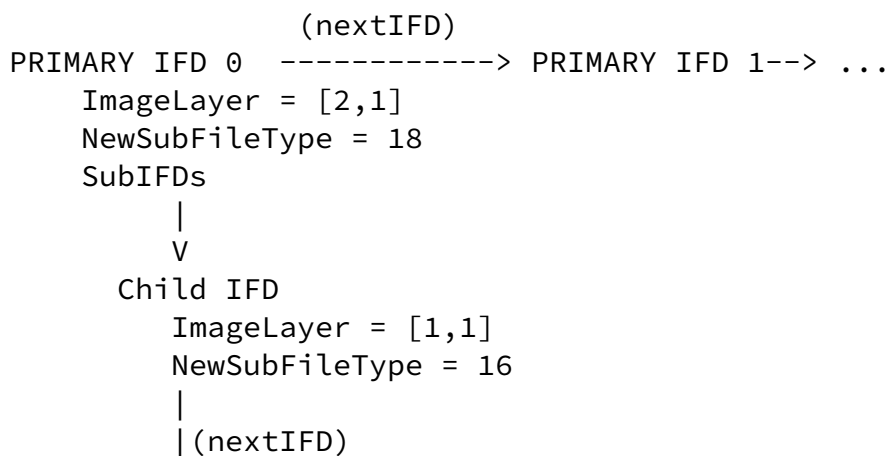 (nextIFD)
PRIMARY IFD 0 ------------> PRIMARY IFD 1--> ...
ImageLayer = [2,1]
NewSubFileType = 18
SubIFDs
|
V
Child IFD
ImageLayer = [1,1]
NewSubFileType = 16
|
|(nextIFD)